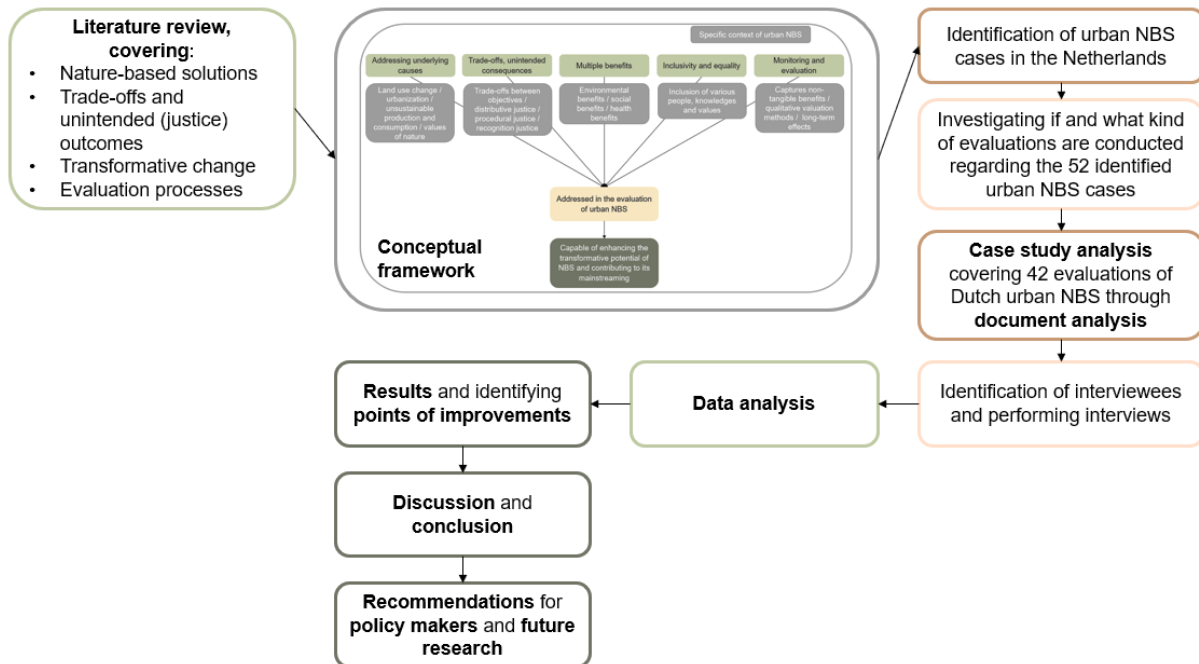 Literature review,
covering:
• Nature-based solutions
• Trade-offs and
unintended (justice)
outcomes
• Transformative change
• Evaluation processes
Specific context of urban NBS
Addressing underlying
causes
Land use change /
urbanization /
unsustainable
production and
consumption / values
of nature
Trade-offs, unintended
consequences
Trade-offs between
objectives /
distributive justice /
procedural justice /
recognition justice
Multiple benefits
Environmental
benefits / social
benefits / health
benefits
Inclusivity and equality
Inclusion of various
people, knowledges and
values
Monitoring and
evaluation
Captures non-
tangible benefits /
qualitative valuation
methods / long-term
effects
Addressed in the evaluation
of urban NBS
Capable of enhancing the
transformative potential of
NBS and contributing to its
mainstreaming
Conceptual
framework
Identification of urban NBS
cases in the Netherlands
Investigating if and what kind
of evaluations are conducted
regarding the 52 identified
urban NBS cases
Case study analysis
covering 42 evaluations of
Dutch urban NBS through
document analysis
Identification of interviewees
and performing interviews
Data analysis
Results and identifying
points of improvements
Discussion and
conclusion
Recommendations for
policy makers and future
research